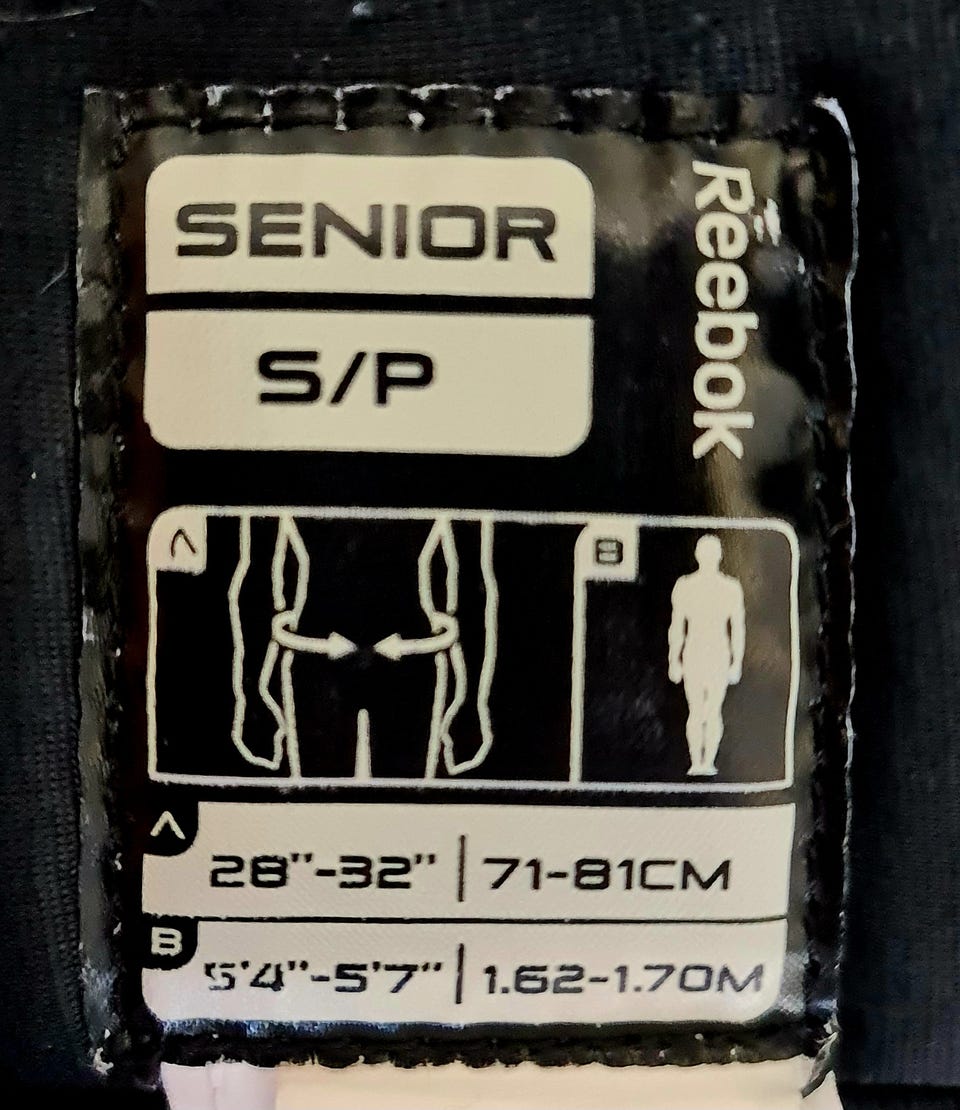 SENIOR
S/P
Reebok
A
B
A
28"-32" | 71-81CM
B
5'4"-5'7" | 1.62-1.70M